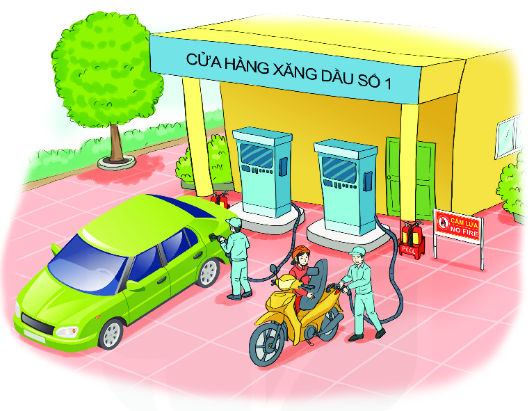 CỬA HÀNG XĂNG DẦU SỐ 1
CẤM LỬA
NO FIRE